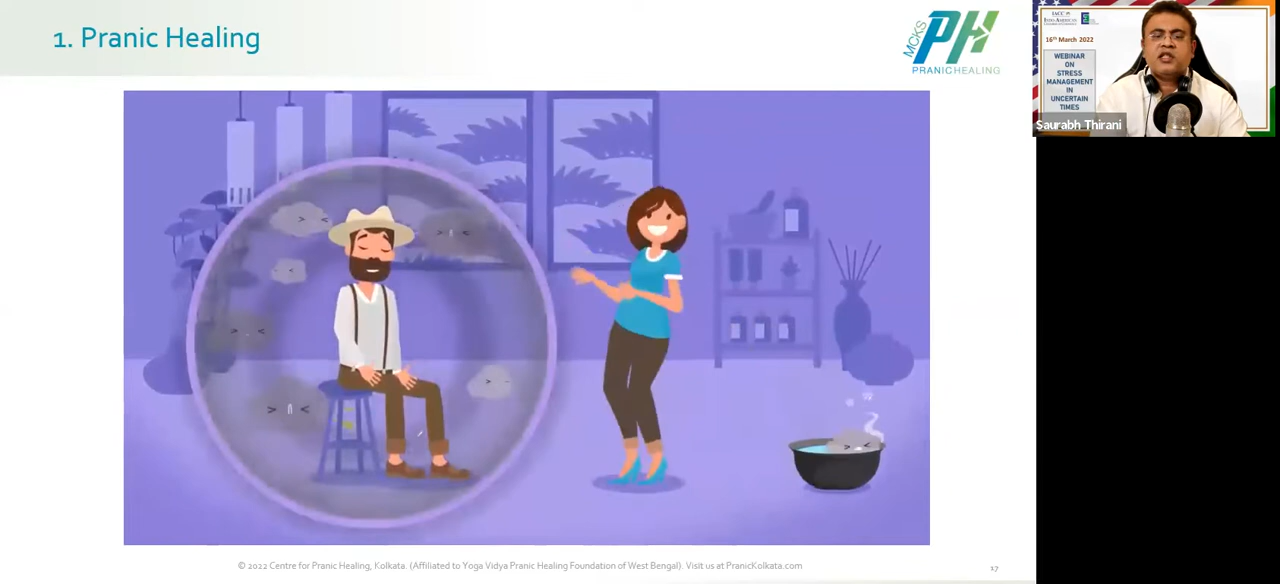 1. Pranic Healing
MCKS
PH
PRANICHEALING
© 2022 Centre for Pranic Healing, Kolkata. (Affiliated to Yoga Vidya Pranic Healing Foundation of West Bengal). Visit us at PranicKolkata.com
17
IACC
16th March 2022
WEBINAR
ON
STRESS
MANAGEMENT
IN
UNCERTAIN
TIMES
Saurabh Thirani